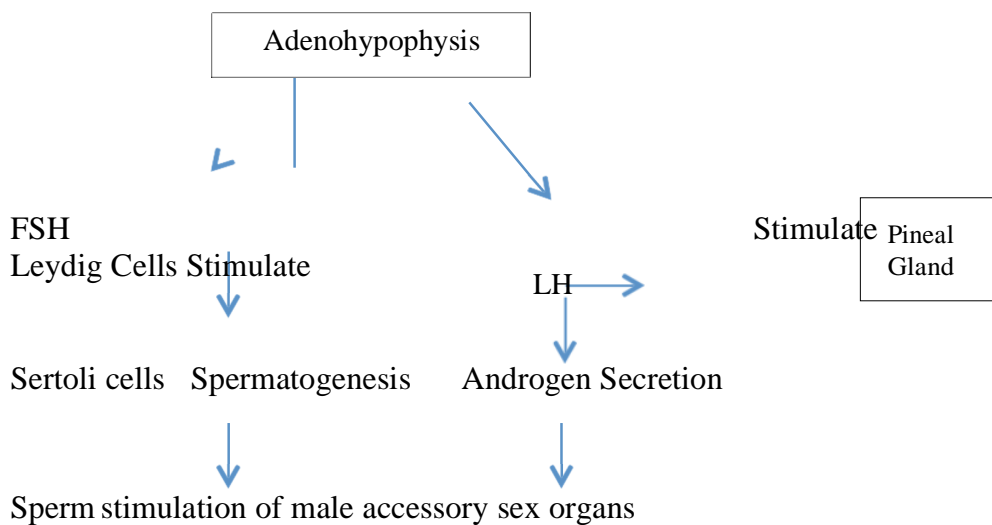 Adenohypophysis
FSH
Stimulate
Pineal
Gland
Leydig Cells Stimulate
LH
Sertoli cells Spermatogenesis Androgen Secretion
Sperm stimulation of male accessory sex organs